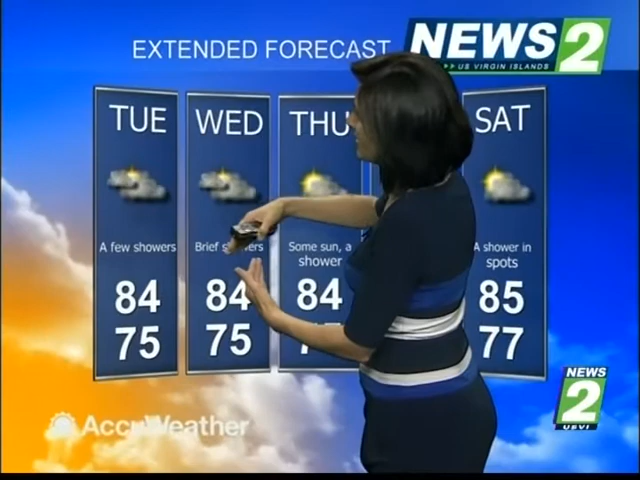 EXTENDED FORECAST
NEWS 2
US VIRGIN ISLANDS
TUE
A few showers
84
75
WED
Brief showers
84
75
THU
Some sun, a
shower
84
SAT
A shower in
spots
85
77
AccuWeather
NEWS
2
USVI